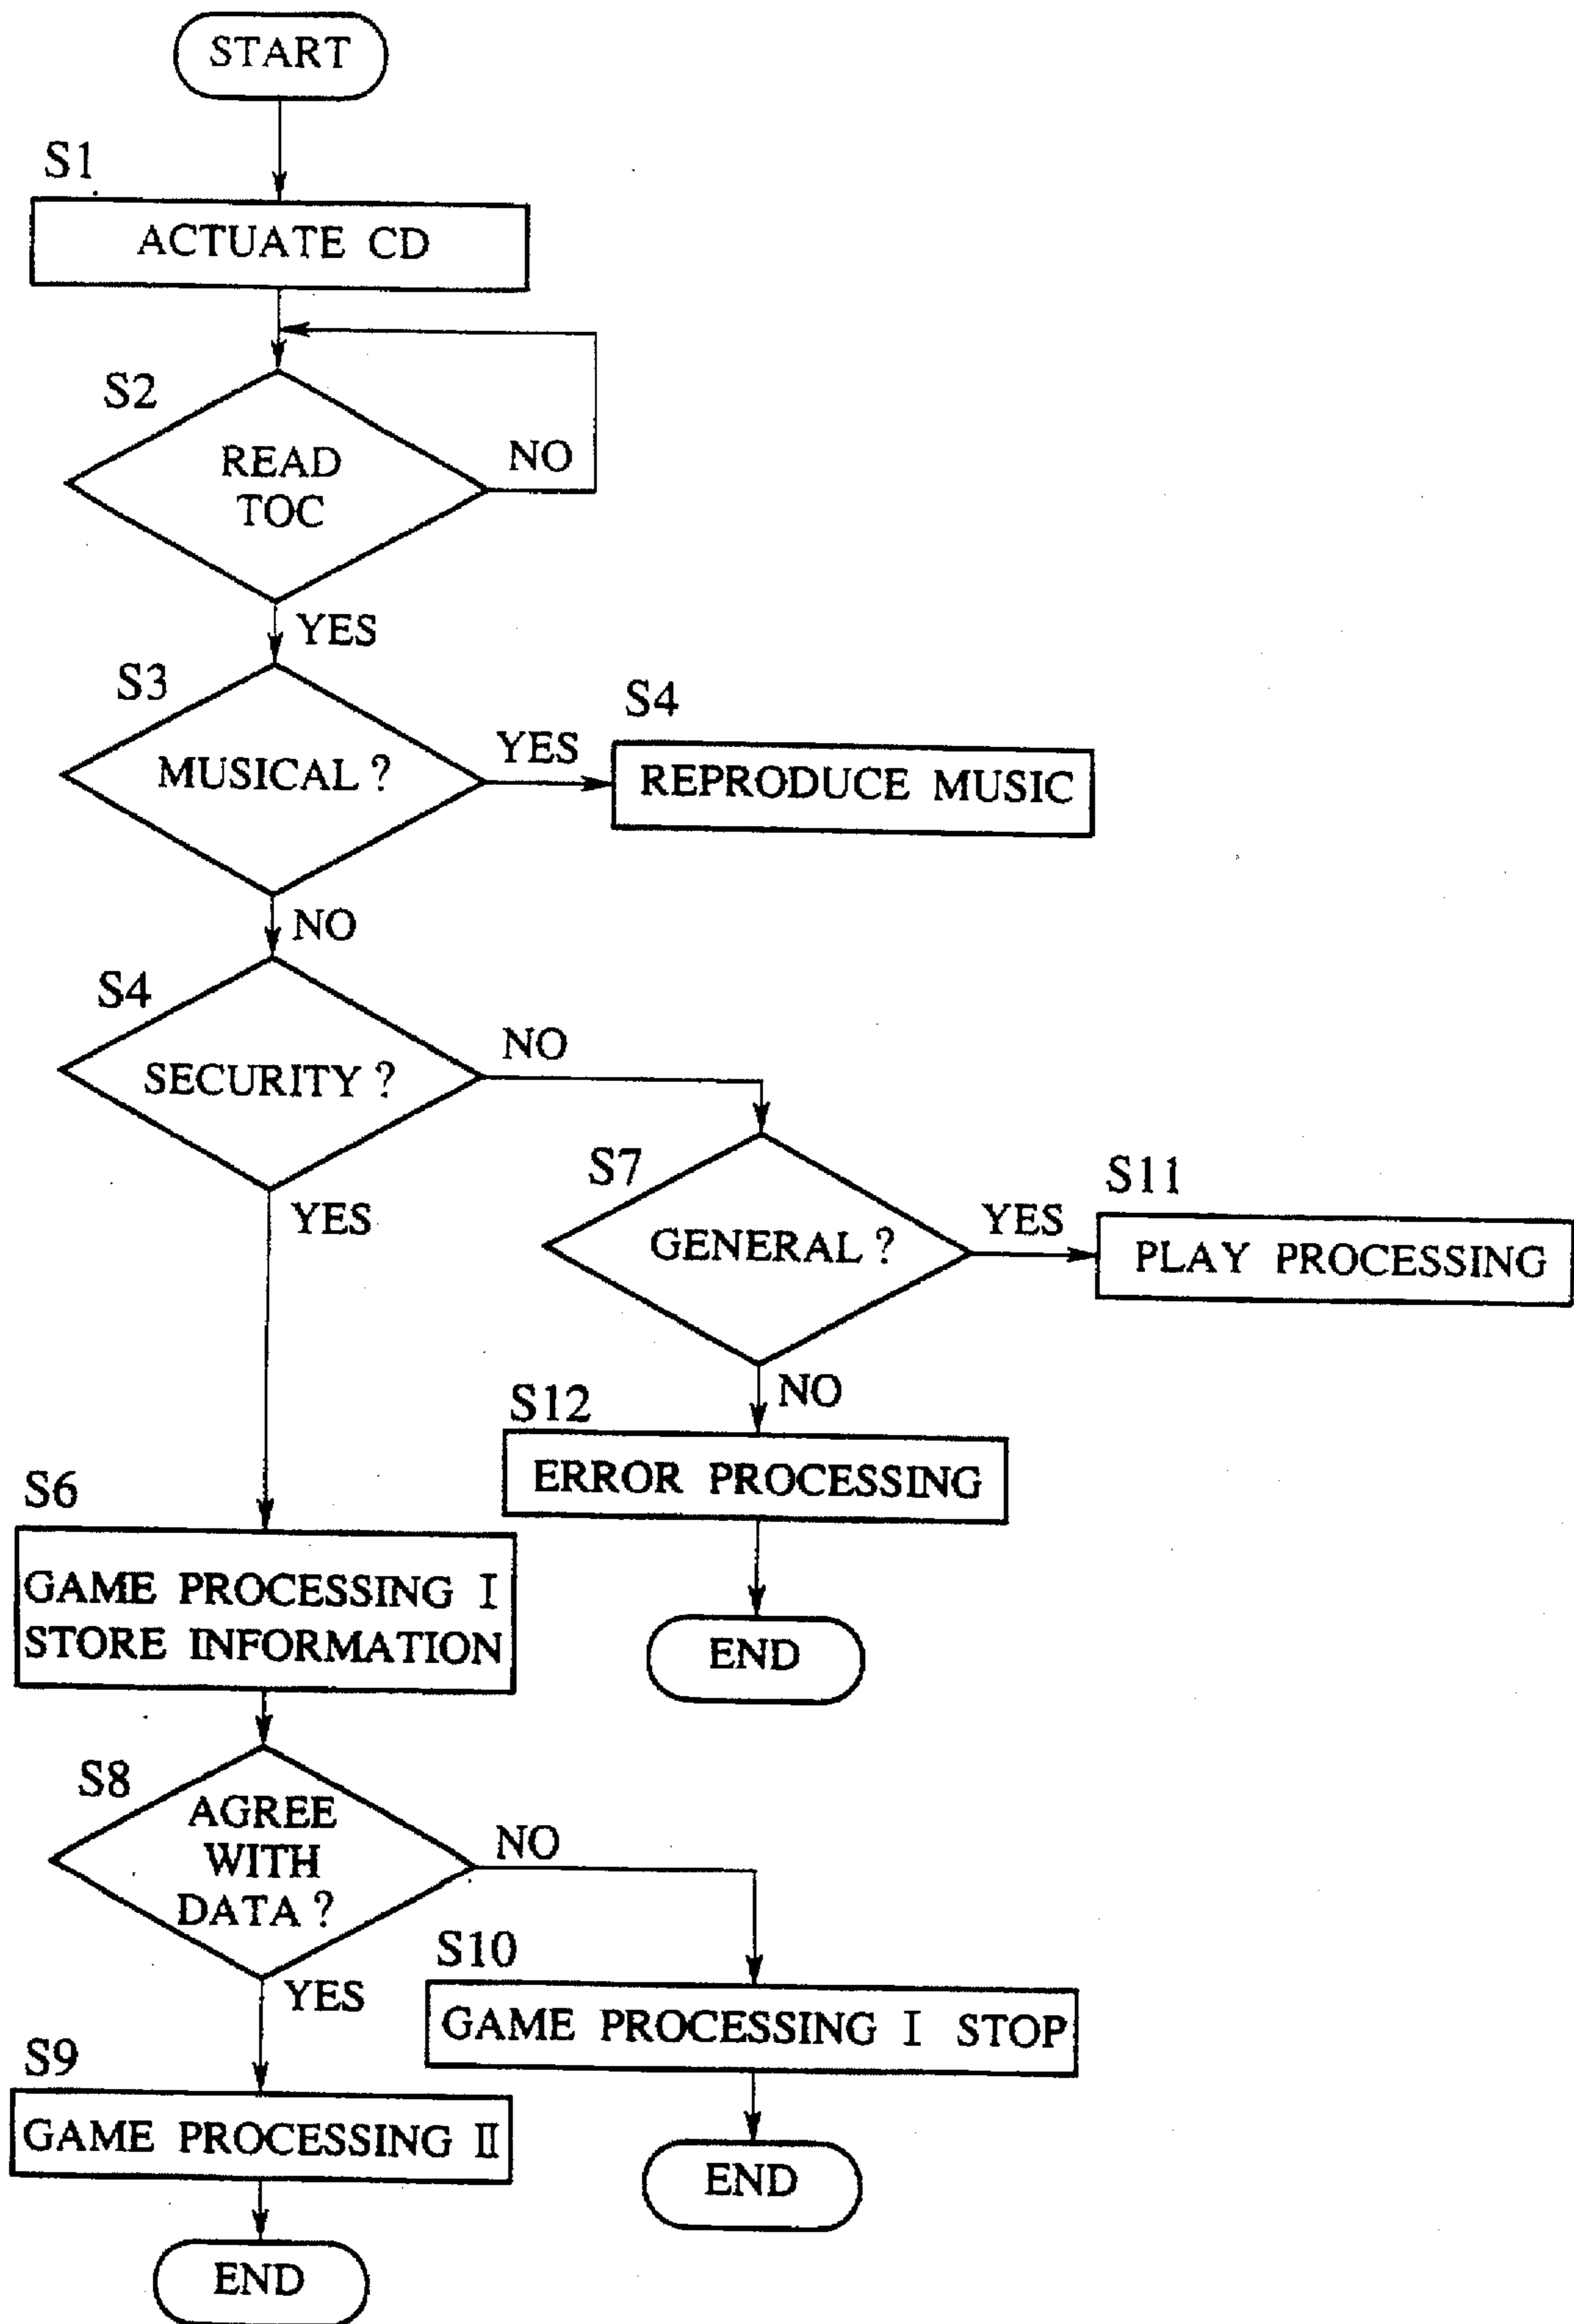 START
S1
ACTUATE CD
S2
READ
TOC
NO
YES
S3
MUSICAL ?
YES
S4
REPRODUCE MUSIC
NO
S4
SECURITY ?
NO
YES
S7
GENERAL ?
YES
S11
PLAY PROCESSING
NO
S12
ERROR PROCESSING
END
S6
GAME PROCESSING I
STORE INFORMATION
S8
AGREE
WITH
DATA ?
NO
YES
S10
GAME PROCESSING I STOP
END
S9
GAME PROCESSING II
END